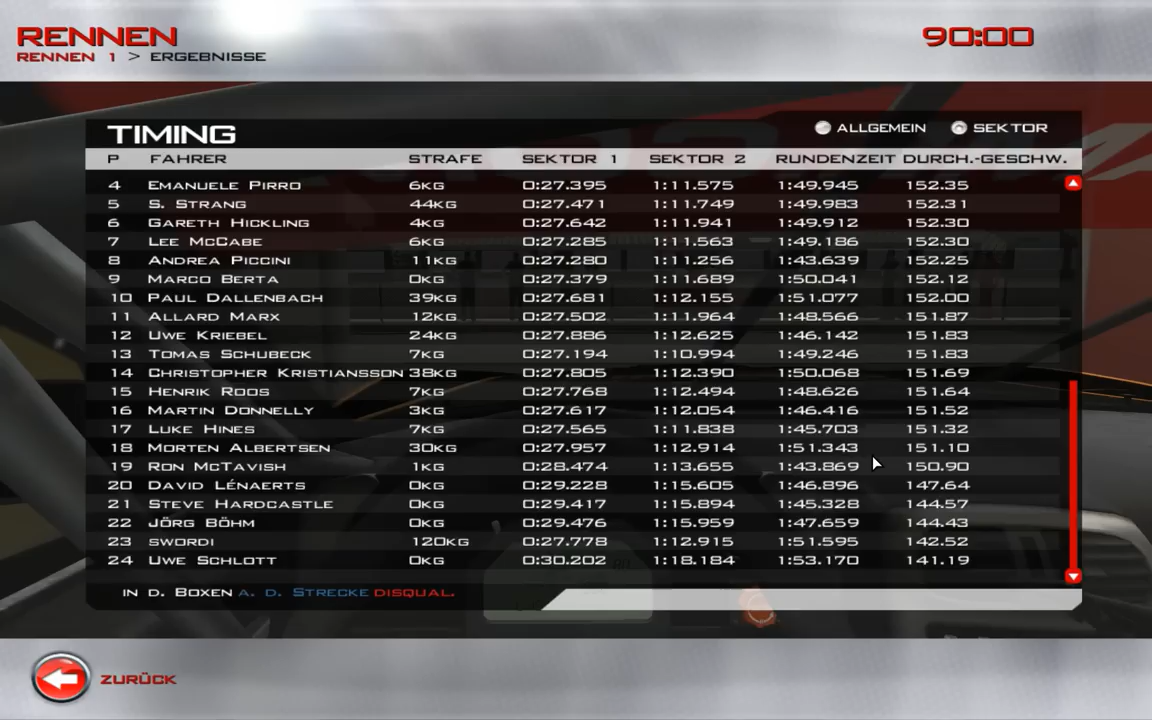 RENNEN
90:00
RENNEN 1 > ERGEBNISSE
TIMING
ALLGEMEIN SEKTOR
P FAHRER STRAFE SEKTOR 1 SEKTOR 2 RUNDENZEIT DURCH.-GESCHW.
4 EMANUELE PIRRO 6KG 0:27.395 1:11.575 1:49.945 152.35
5 S. STRANG 44KG 0:27.471 1:11.749 1:49.983 152.31
6 GARETH HICKLING 4KG 0:27.642 1:11.941 1:49.912 152.30
7 LEE MCCABE 6KG 0:27.285 1:11.563 1:49.186 152.30
8 ANDREA PICCINI 11KG 0:27.280 1:11.256 1:43.639 152.25
9 MARCO BERTA 0KG 0:27.379 1:11.689 1:50.041 152.12
10 PAUL DALLENBACH 39KG 0:27.681 1:12.155 1:51.077 152.00
11 ALLARD MARX 12KG 0:27.502 1:11.964 1:48.566 151.87
12 UWE KRIEBEL 24KG 0:27.886 1:12.625 1:46.142 151.83
13 TOMAS SCHUBECK 7KG 0:27.194 1:10.994 1:49.246 151.83
14 CHRISTOPHER KRISTIANSSON 38KG 0:27.805 1:12.390 1:50.068 151.69
15 HENRIK ROOS 7KG 0:27.768 1:12.494 1:48.626 151.64
16 MARTIN DONNELLY 3KG 0:27.617 1:12.054 1:46.416 151.52
17 LUKE HINES 7KG 0:27.565 1:11.838 1:45.703 151.32
18 MORTEN ALBERTSEN 30KG 0:27.957 1:12.914 1:51.343 151.10
19 RON MCTAVISH 1KG 0:28.474 1:13.655 1:43.869 150.90
20 DAVID LÉNAERTS 0KG 0:29.228 1:15.605 1:46.896 147.64
21 STEVE HARDCASTLE 0KG 0:29.417 1:15.894 1:45.328 144.57
22 JÖRG BÖHM 0KG 0:29.476 1:15.959 1:47.659 144.43
23 SWORDI 120KG 0:27.778 1:12.915 1:51.595 142.52
24 UWE SCHLOTT 0KG 0:30.202 1:18.184 1:53.170 141.19
IN D. BOXEN A. D. STRECKE DISQUAL.
ZURÜCK